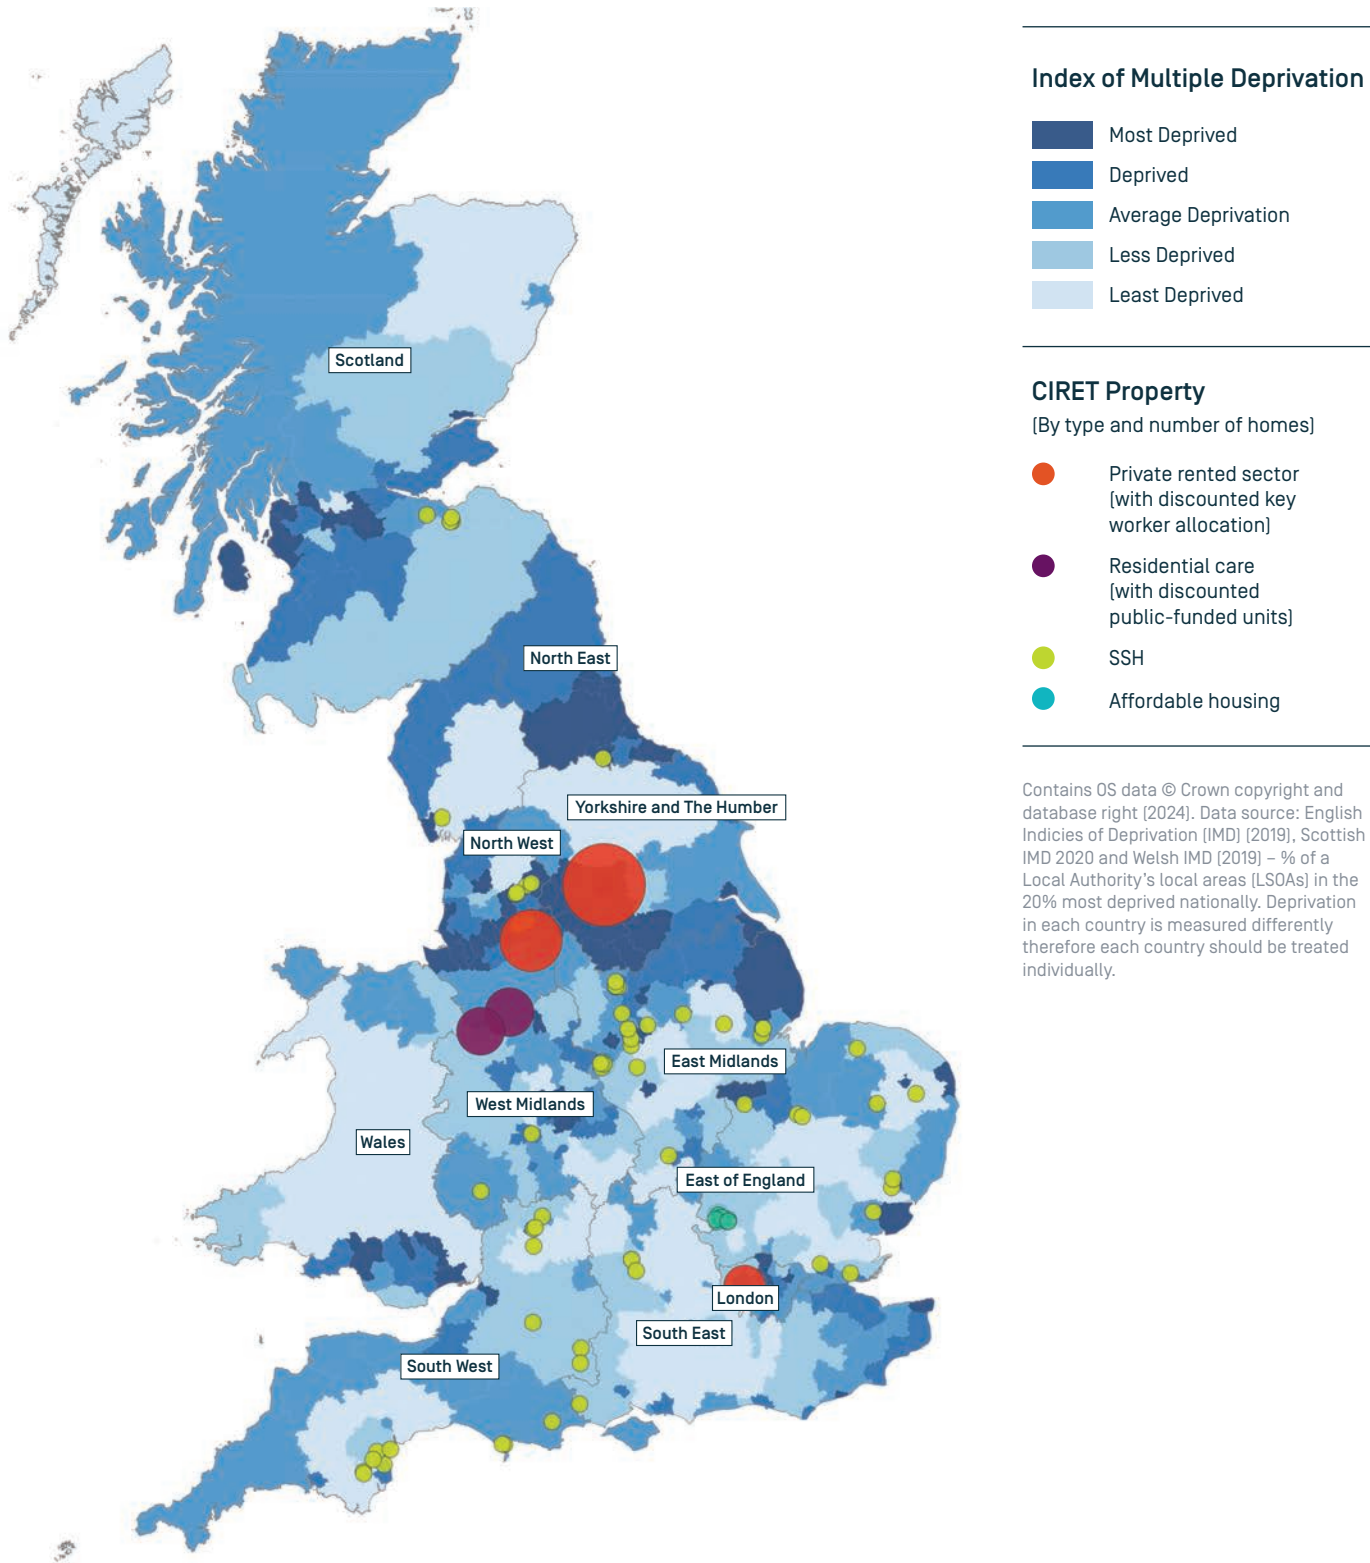 Index of Multiple Deprivation
Most Deprived
Deprived
Average Deprivation
Less Deprived
Least Deprived
CIRET Property
(By type and number of homes)
Private rented sector
(with discounted key
worker allocation)
Residential care
(with discounted
public-funded units)
SSH
Affordable housing
Contains OS data © Crown copyright and
database right (2024). Data source: English
Indicies of Deprivation (IMD) (2019), Scottish
IMD 2020 and Welsh IMD (2019) – % of a
Local Authority's local areas (LSOAs) in the
20% most deprived nationally. Deprivation
in each country is measured differently
therefore each country should be treated
individually.
Scotland
North East
Yorkshire and The Humber
North West
East Midlands
West Midlands
Wales
East of England
London
South East
South West